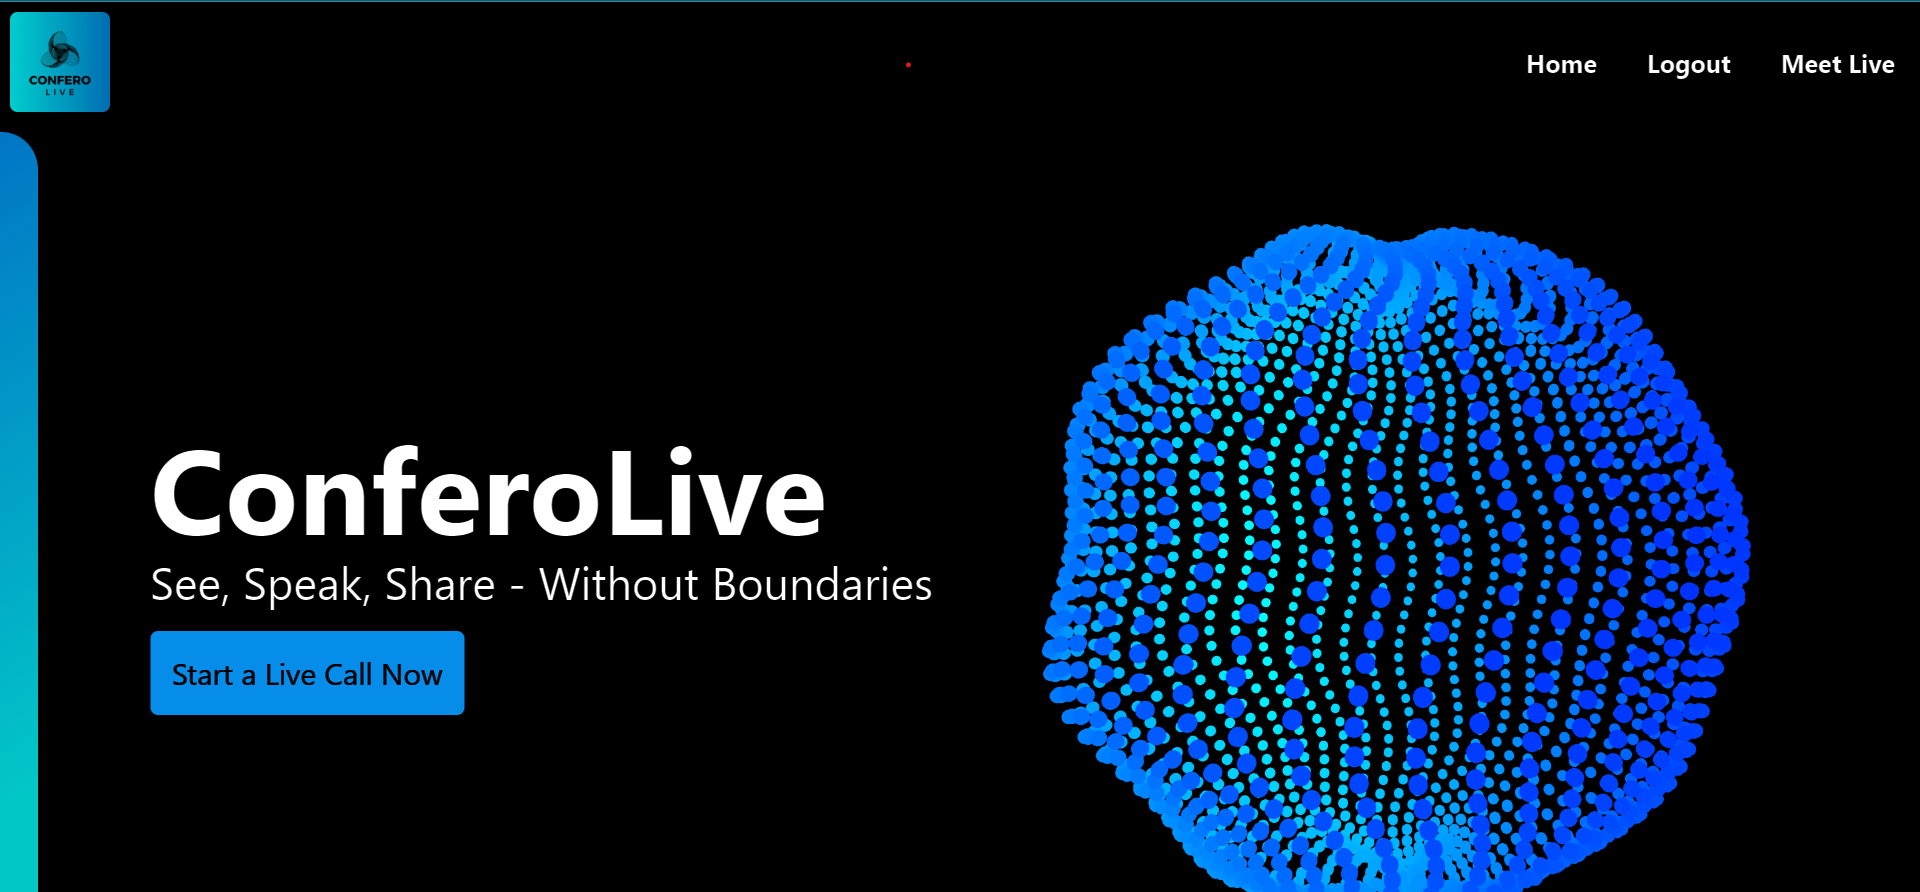 CONFERO
LIVE
Home Logout Meet Live
ConferoLive
See, Speak, Share - Without Boundaries
Start a Live Call Now